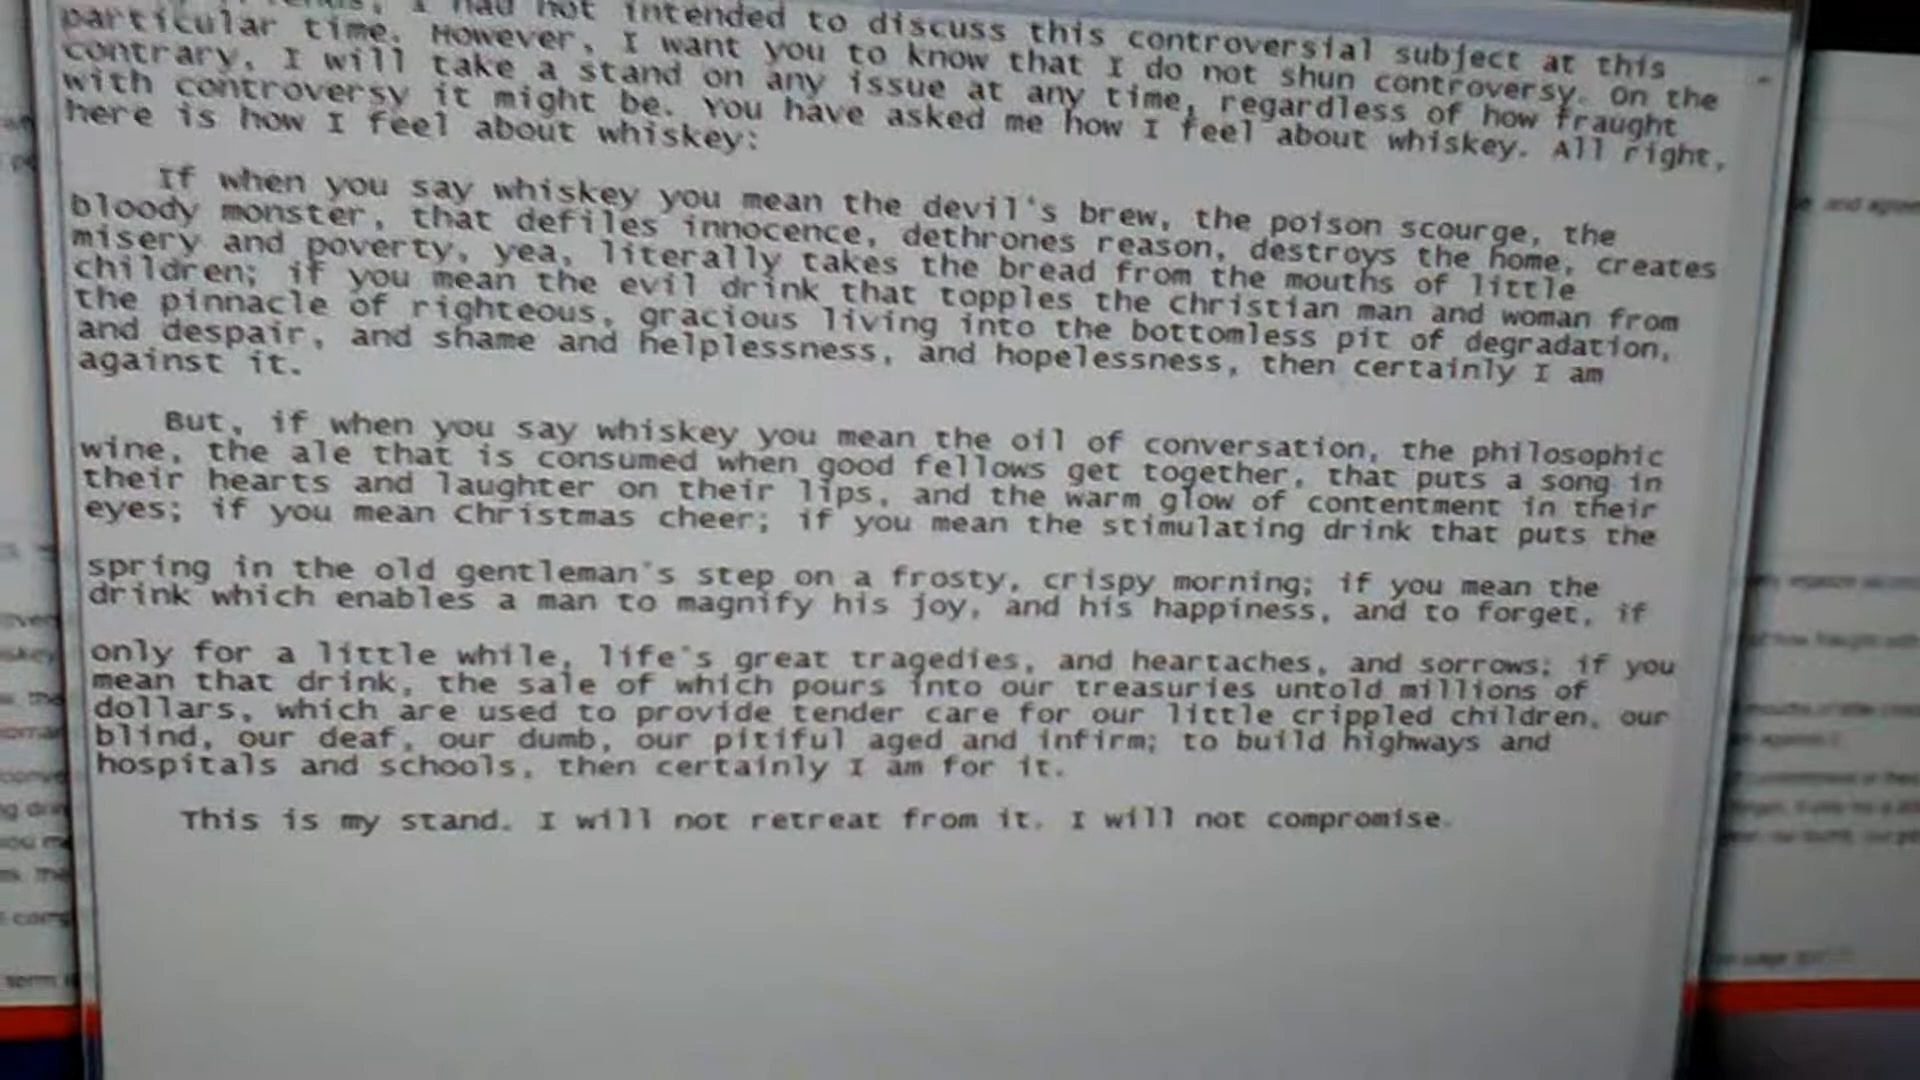 I had not intended to discuss this controversial subject at this
particular time. However, I want you to know that I do not shun controversy. On the
contrary, I will take a stand on any issue at any time, regardless of how fraught
with controversy it might be. You have asked me how I feel about whiskey. All right,
here is how I feel about whiskey:
If when you say whiskey you mean the devil's brew, the poison scourge, the
bloody monster, that defiles innocence, dethrones reason, destroys the home, creates
misery and poverty, yea, literally takes the bread from the mouths of little
children; if you mean the evil drink that topples the Christian man and woman from
the pinnacle of righteous, gracious living into the bottomless pit of degradation,
and despair, and shame and helplessness, and hopelessness, then certainly I am
against it.
But, if when you say whiskey you mean the oil of conversation, the philosophic
wine, the ale that is consumed when good fellows get together, that puts a song in
their hearts and laughter on their lips, and the warm glow of contentment in their
eyes; if you mean Christmas cheer; if you mean the stimulating drink that puts the
spring in the old gentleman's step on a frosty, crispy morning; if you mean the
drink which enables a man to magnify his joy, and his happiness, and to forget, if
only for a little while, life's great tragedies, and heartaches, and sorrows; if you
mean that drink, the sale of which pours into our treasuries untold millions of
dollars, which are used to provide tender care for our little crippled children, our
blind, our deaf, our dumb, our pitiful aged and infirm; to build highways and
hospitals and schools, then certainly I am for it.
This is my stand. I will not retreat from it. I will not compromise.